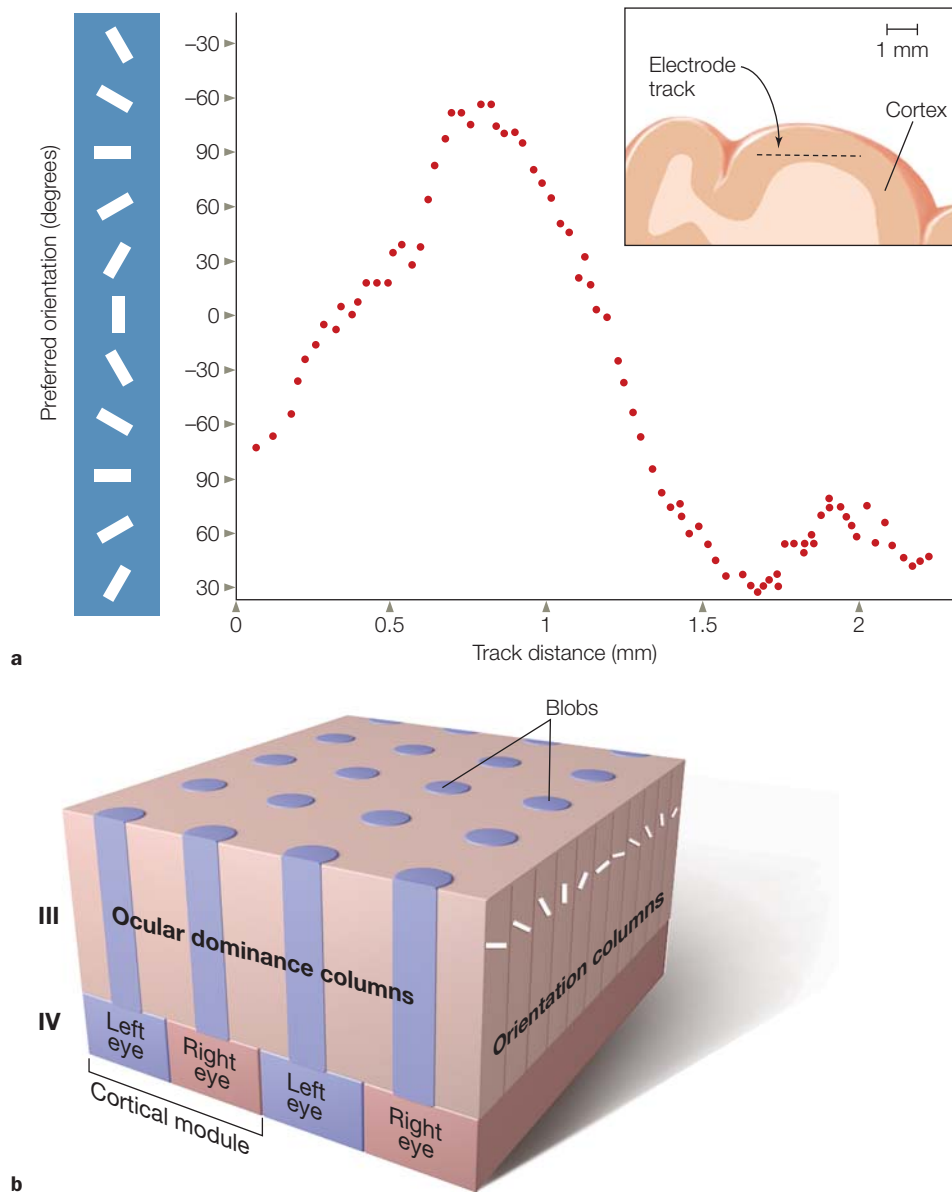 Preferred orientation (degrees)
–30
–60
90
60
30
0
–30
–60
90
60
30
0
0.5
1
1.5
2
Track distance (mm)
1 mm
Electrode
track
Cortex
a
Blobs
III
Ocular dominance columns
Orientation columns
IV
Left
eye
Right
eye
Left
eye
Right
eye
Cortical module
b